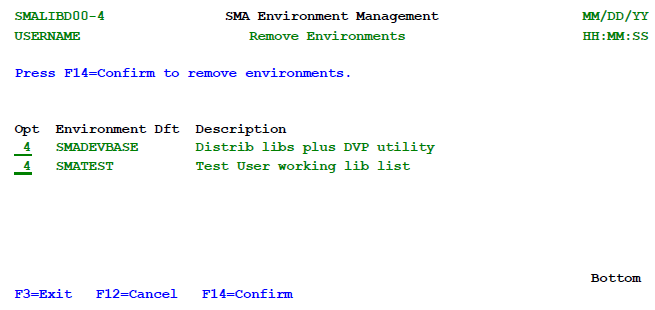 SMALIBD00-4 SMA Environment Management MM/DD/YY
USERNAME Remove Environments HH:MM:SS
Press F14=Confirm to remove environments.
Opt Environment Dft Description
4 SMADEVBASE Distrib libs plus DVP utility
4 SMATEST Test User working lib list
Bottom
F3=Exit F12=Cancel F14=Confirm